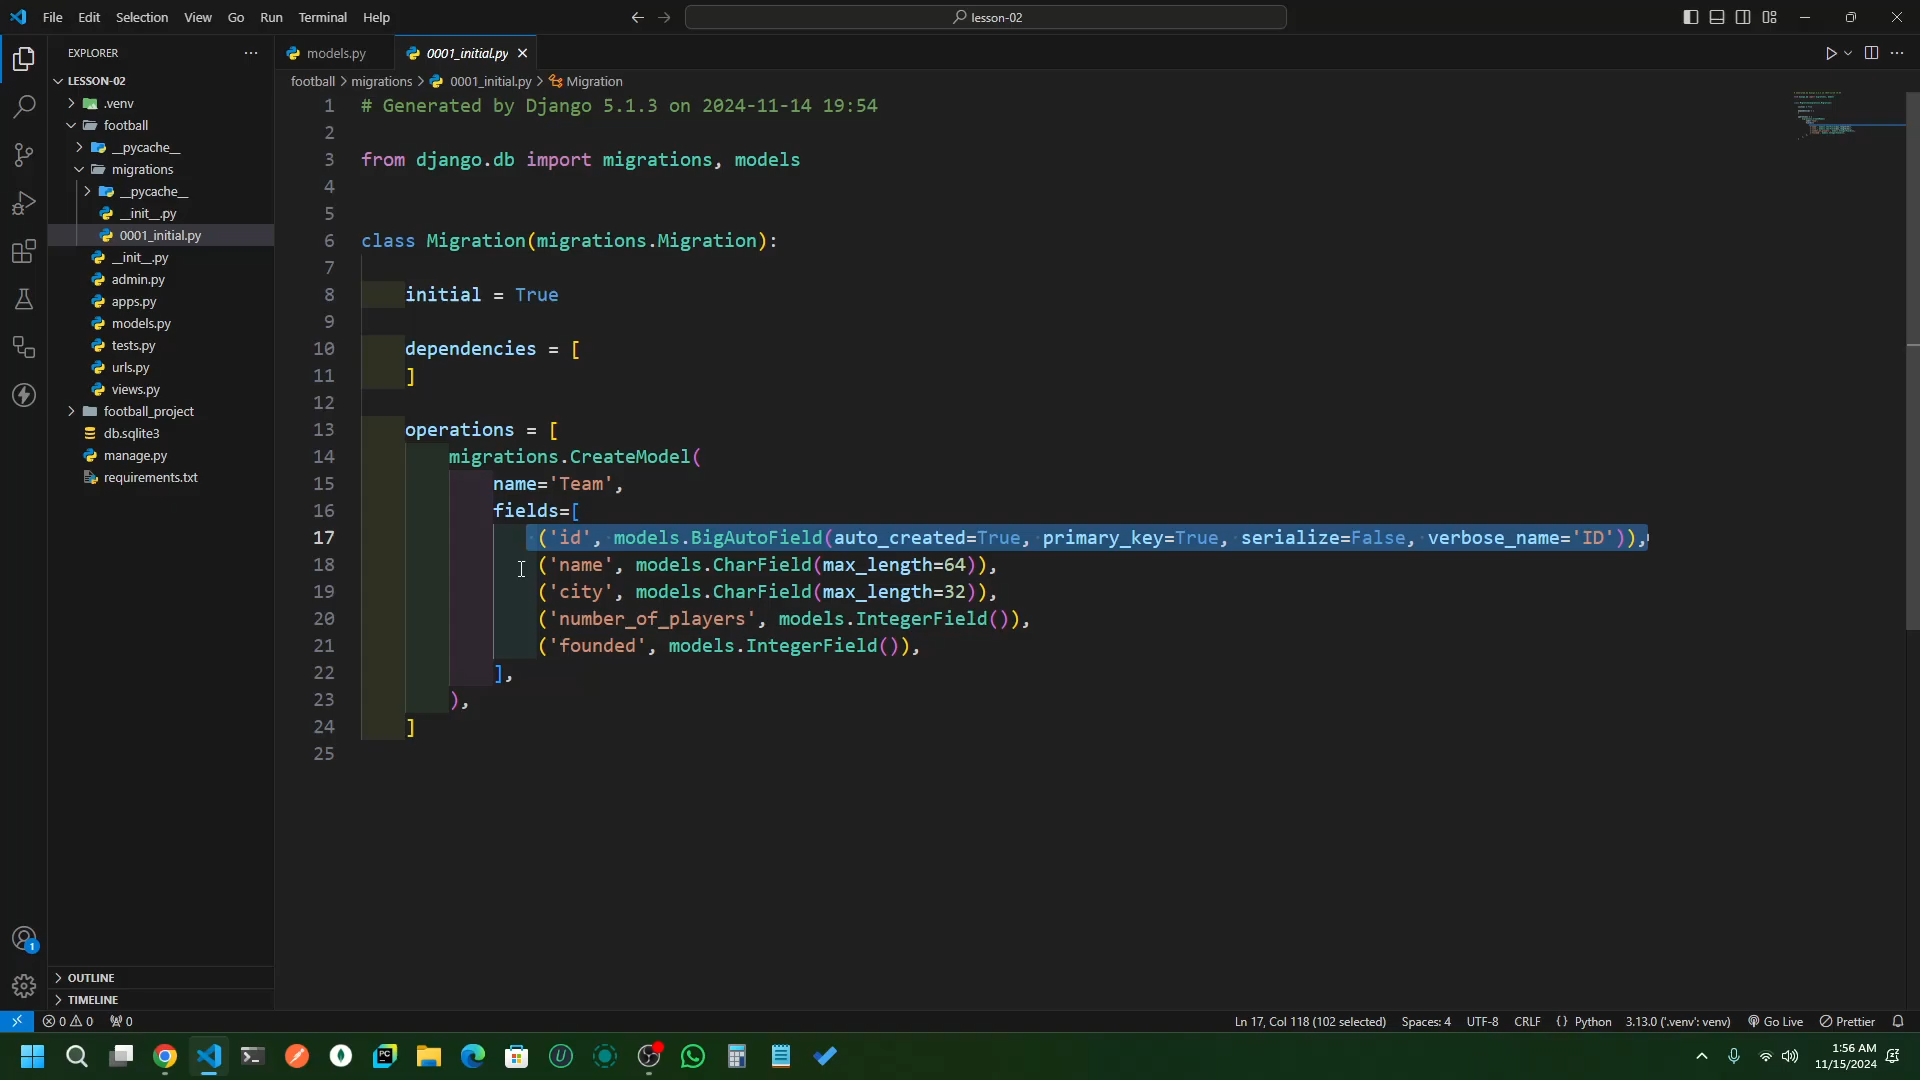 File Edit Selection View Go Run Terminal Help
lesson-02
EXPLORER
LESSON-02
.venv
football
__pycache__
migrations
__pycache__
__init__.py
0001_initial.py
__init__.py
admin.py
apps.py
models.py
tests.py
urls.py
views.py
football_project
db.sqlite3
manage.py
requirements.txt
OUTLINE
TIMELINE
models.py
0001_initial.py
football > migrations > 0001_initial.py > Migration
1 # Generated by Django 5.1.3 on 2024-11-14 19:54
2
3 from django.db import migrations, models
4
5
6 class Migration(migrations.Migration):
7
8 initial = True
9
10 dependencies = [
11 ]
12
13 operations = [
14 migrations.CreateModel(
15 name='Team',
16 fields=[
17 ('id', models.BigAutoField(auto_created=True, primary_key=True, serialize=False, verbose_name='ID')),
18 ('name', models.CharField(max_length=64)),
19 ('city', models.CharField(max_length=32)),
20 ('number_of_players', models.IntegerField()),
21 ('founded', models.IntegerField()),
22 ],
23 ),
24 ]
25
1
0 0 0
Ln 17, Col 118 (102 selected) Spaces: 4 UTF-8 CRLF {} Python 3.13.0 ('.venv': venv) Go Live Prettier
PC
1:56 AM
11/15/2024